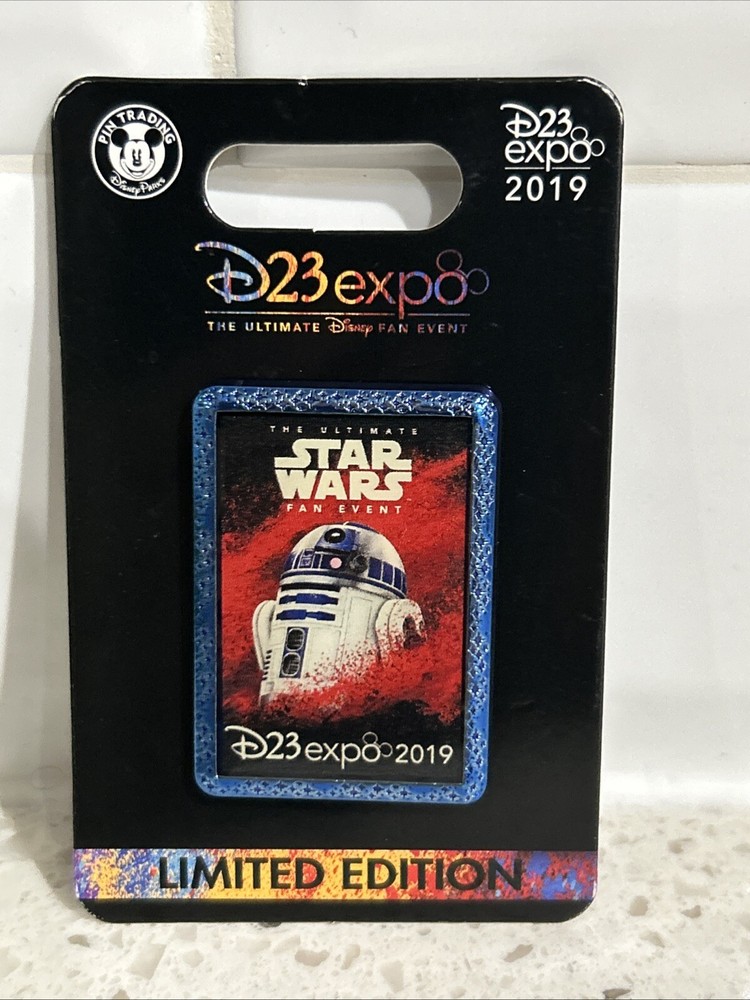 PIN TRADING
Disney Parks
D23
expo
2019
D23 expo
THE ULTIMATE Disney FAN EVENT
THE ULTIMATE
STAR
WARS
FAN EVENT
D23 expo 2019
LIMITED EDITION